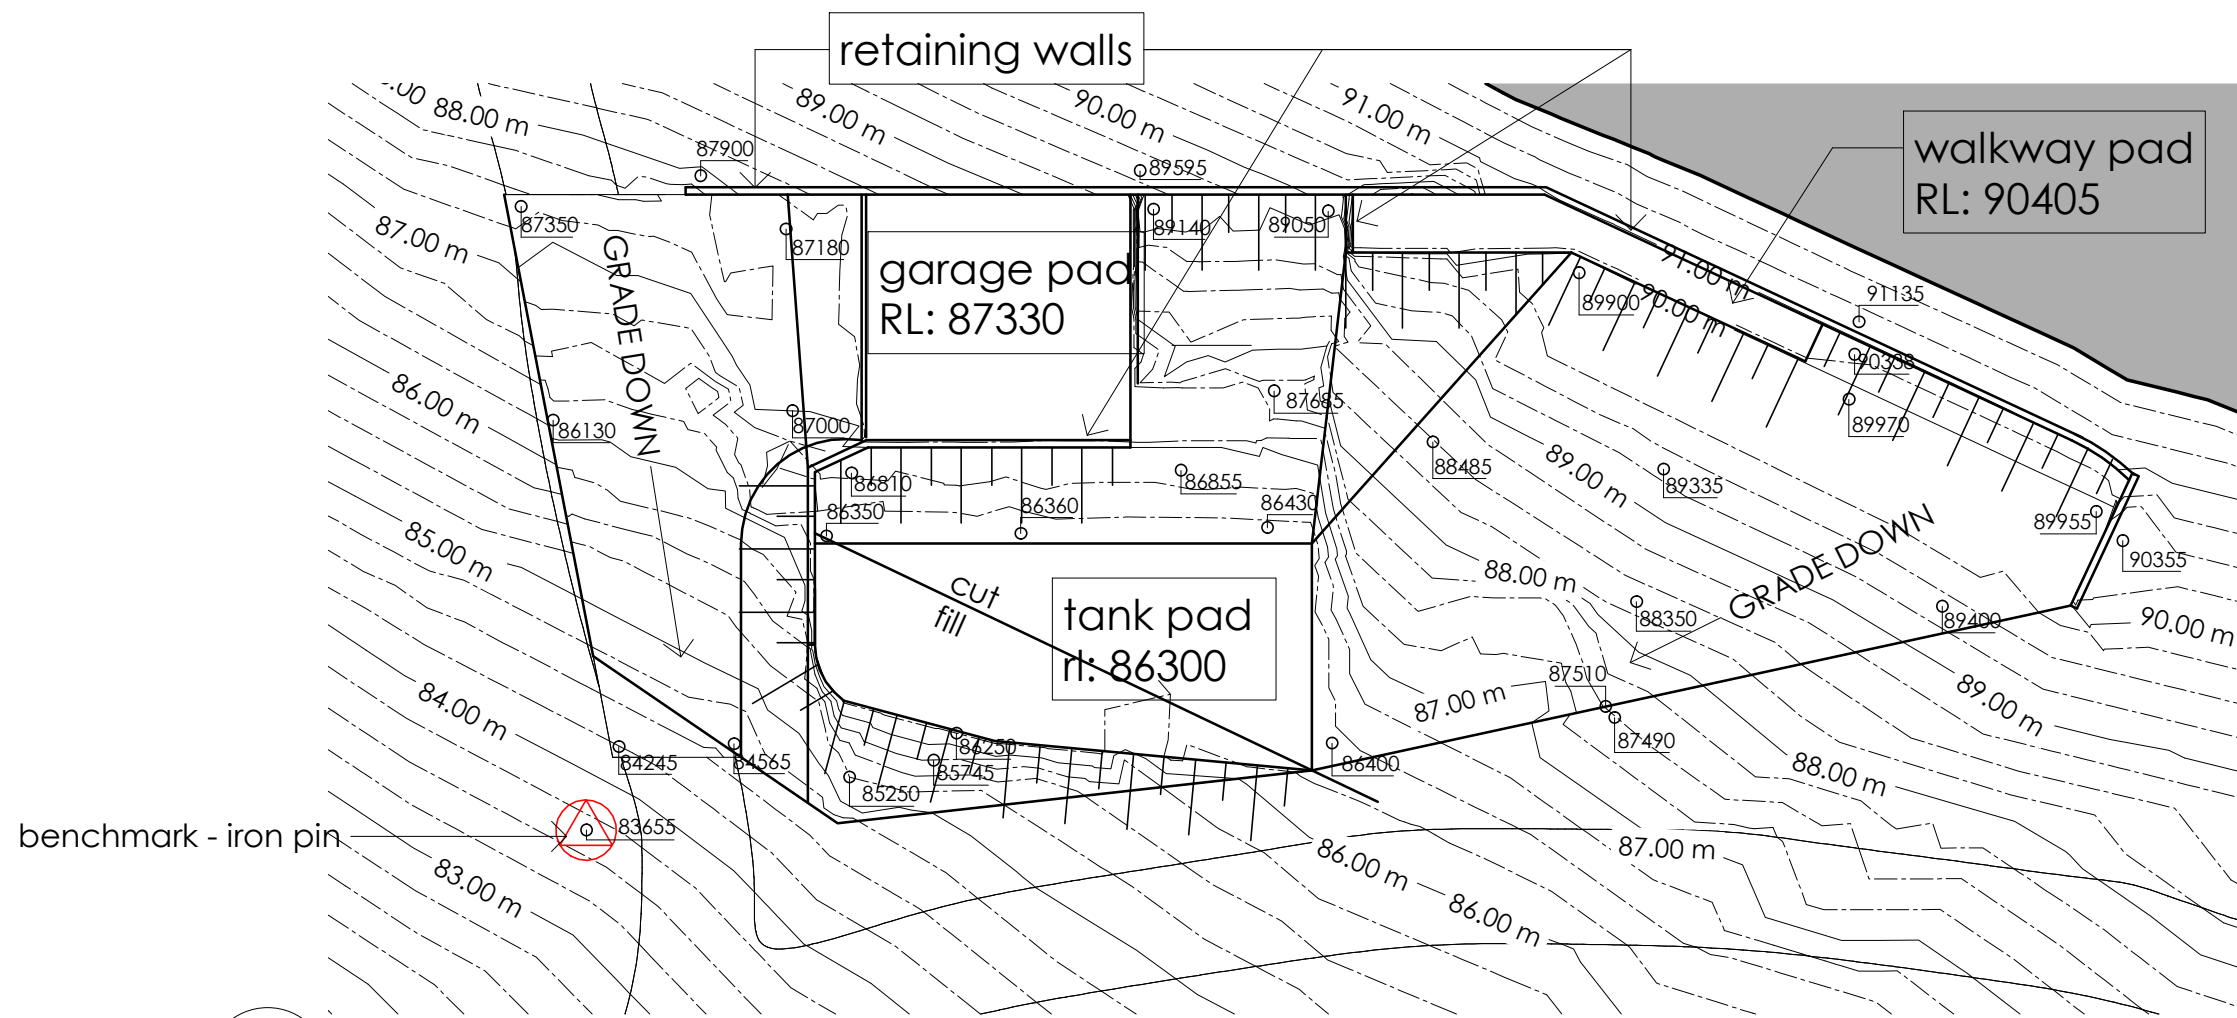 retaining walls
.00
88.00 m
89.00 m
90.00 m
91.00 m
walkway pad
RL: 90405
87900
89595
87350
87180
89140
89050
87.00 m
GRADE DOWN
garage pad
RL: 87330
91.00 m
90.00 m
89900
91135
90338
86.00 m
86130
87000
87685
89970
88485
89.00 m
89335
86810
86855
86350
86360
86430
89955
90355
85.00 m
cut
fill
tank pad
rl: 86300
88.00 m
GRADE DOWN
88350
89400
90.00 m
84.00 m
87510
87.00 m
87490
89.00 m
84245
84565
86250
85745
85250
86400
88.00 m
benchmark - iron pin
83655
83.00 m
86.00 m
87.00 m
86.00 m